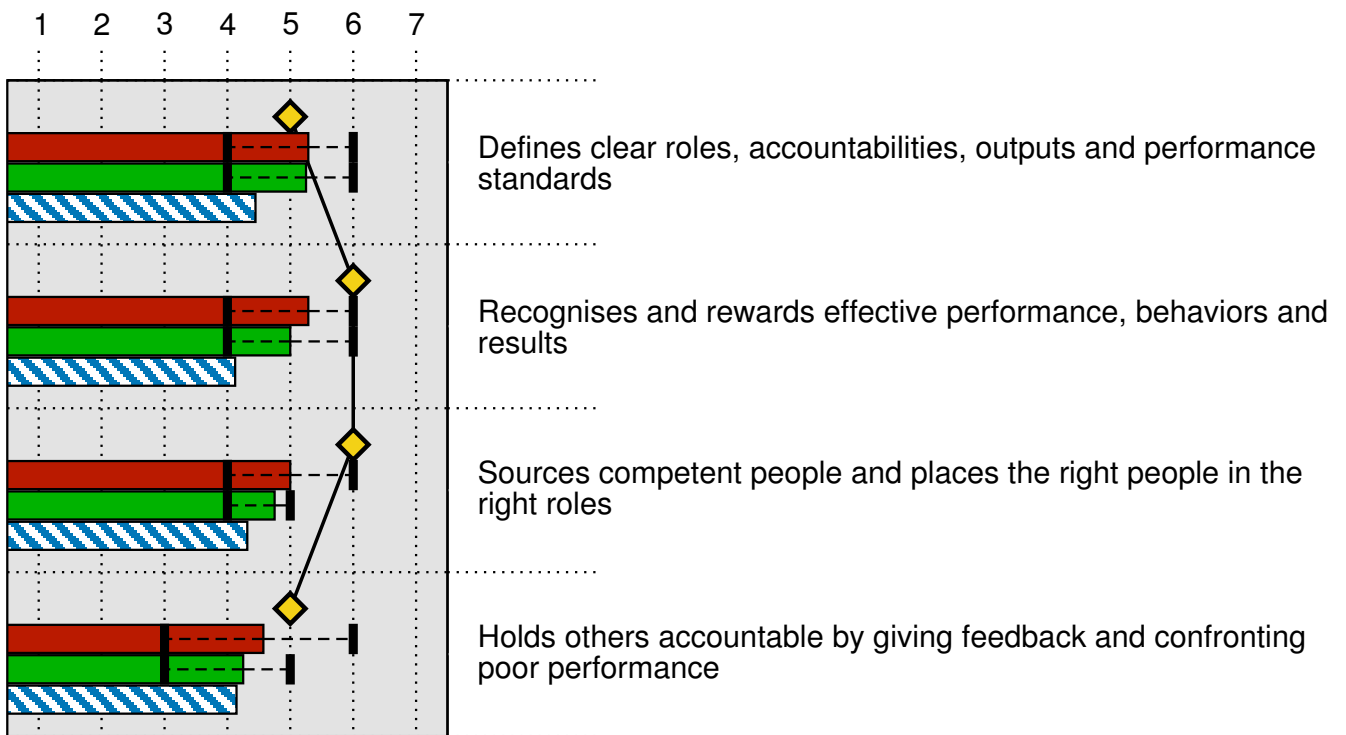 1 2 3 4 5 6 7
Defines clear roles, accountabilities, outputs and performance
standards
Recognises and rewards effective performance, behaviors and
results
Sources competent people and places the right people in the
right roles
Holds others accountable by giving feedback and confronting
poor performance